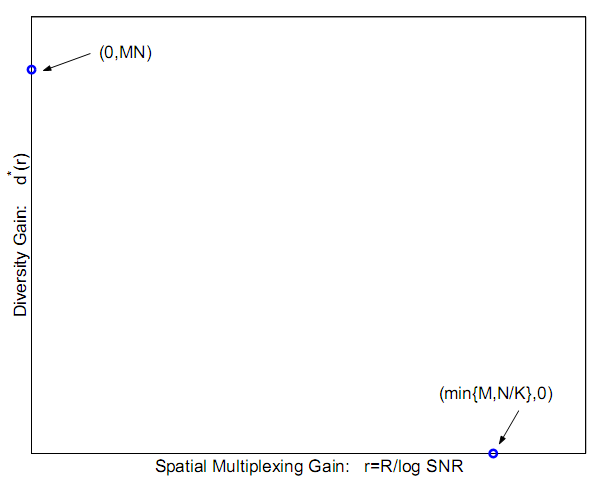 (0,MN)
Diversity Gain: d*(r)
(min{M,N/K},0)
Spatial Multiplexing Gain: r=R/log SNR